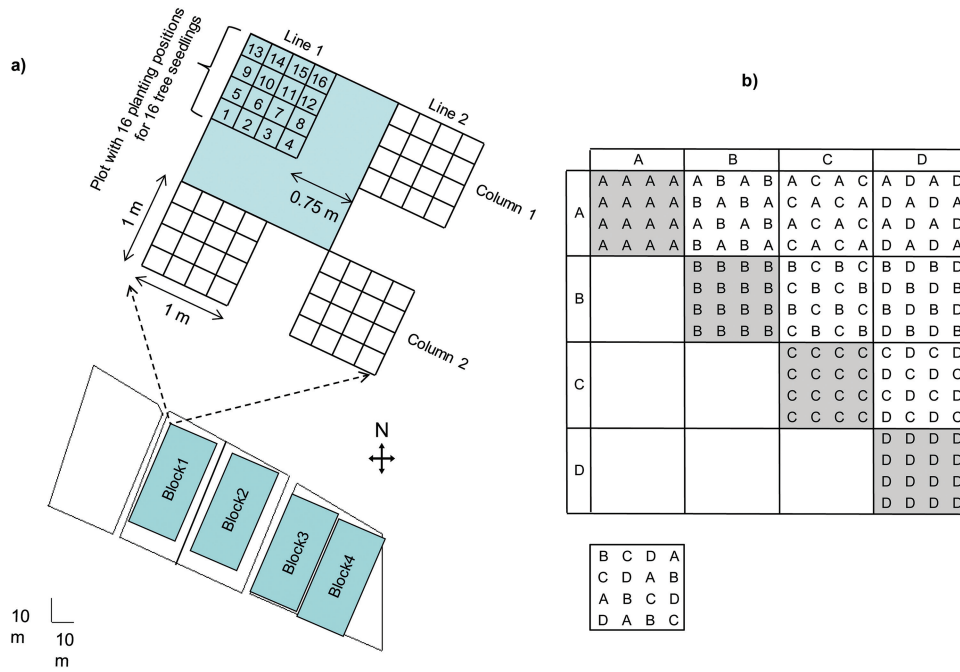 a)
Line 1
13 14 15 16
9 10 11 12
5 6 7 8
1 2 3 4
Plot with 16 planting positions
for 16 tree seedlings
Line 2
Column 1
0.75 m
1 m
1 m
Column 2
N
Block1
Block2
Block3
Block4
10
m
10
m
b)
A B C D
A
A A A A A B A B A C A C A D A D
A A A A B A B A C A C A D A D A
A A A A A B A B A C A C A D A D
A A A A B A B A C A C A D A D A
B
B B B B B C B C B D B D
B B B B C B C B D B D B
B B B B B C B C B D B D
B B B B C B C B D B D B
C
C C C C C D C D
C C C C D C D C
C C C C C D C D
C C C C D C D C
D
D D D D
D D D D
D D D D
D D D D
B C D A
C D A B
A B C D
D A B C